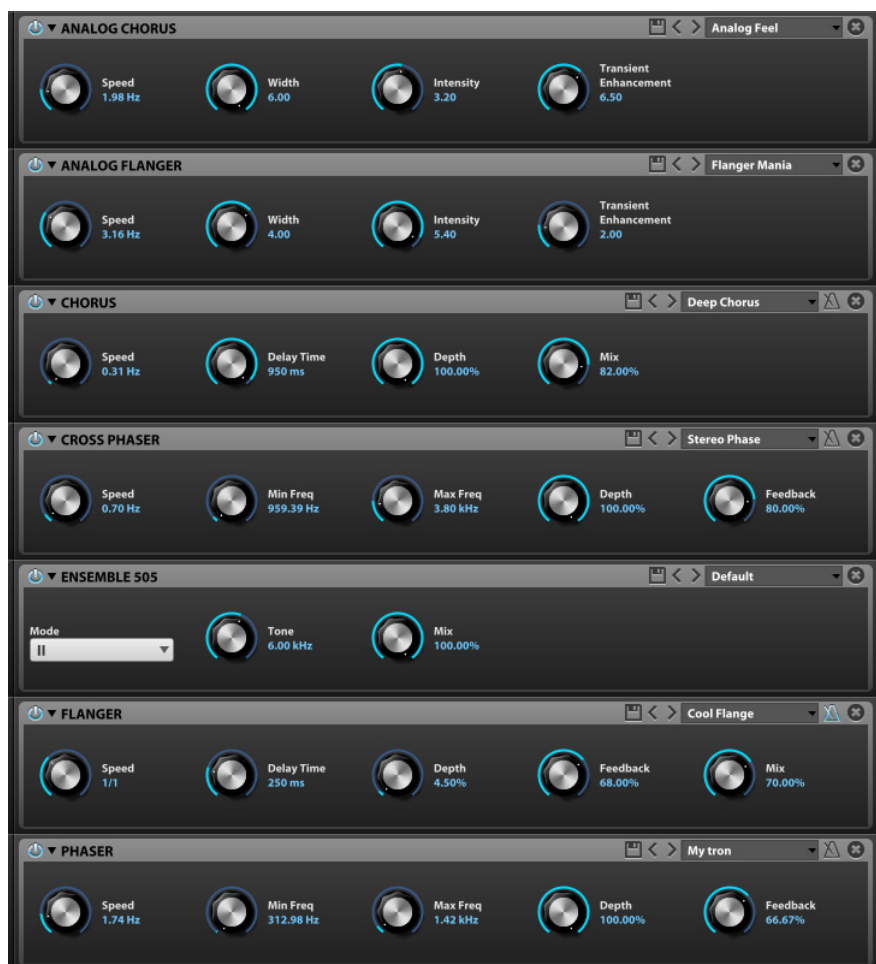 ANALOG CHORUS
Analog Feel
Speed
1.98 Hz
Width
6.00
Intensity
3.20
Transient
Enhancement
6.50
ANALOG FLANGER
Flanger Mania
Speed
3.16 Hz
Width
4.00
Intensity
5.40
Transient
Enhancement
2.00
CHORUS
Deep Chorus
Speed
0.31 Hz
Delay Time
950 ms
Depth
100.00%
Mix
82.00%
CROSS PHASER
Stereo Phase
Speed
0.70 Hz
Min Freq
959.39 Hz
Max Freq
3.80 kHz
Depth
100.00%
Feedback
80.00%
ENSEMBLE 505
Default
Mode
II
Tone
6.00 kHz
Mix
100.00%
FLANGER
Cool Flange
Speed
1/1
Delay Time
250 ms
Depth
4.50%
Feedback
68.00%
Mix
70.00%
PHASER
My tron
Speed
1.74 Hz
Min Freq
312.98 Hz
Max Freq
1.42 kHz
Depth
100.00%
Feedback
66.67%